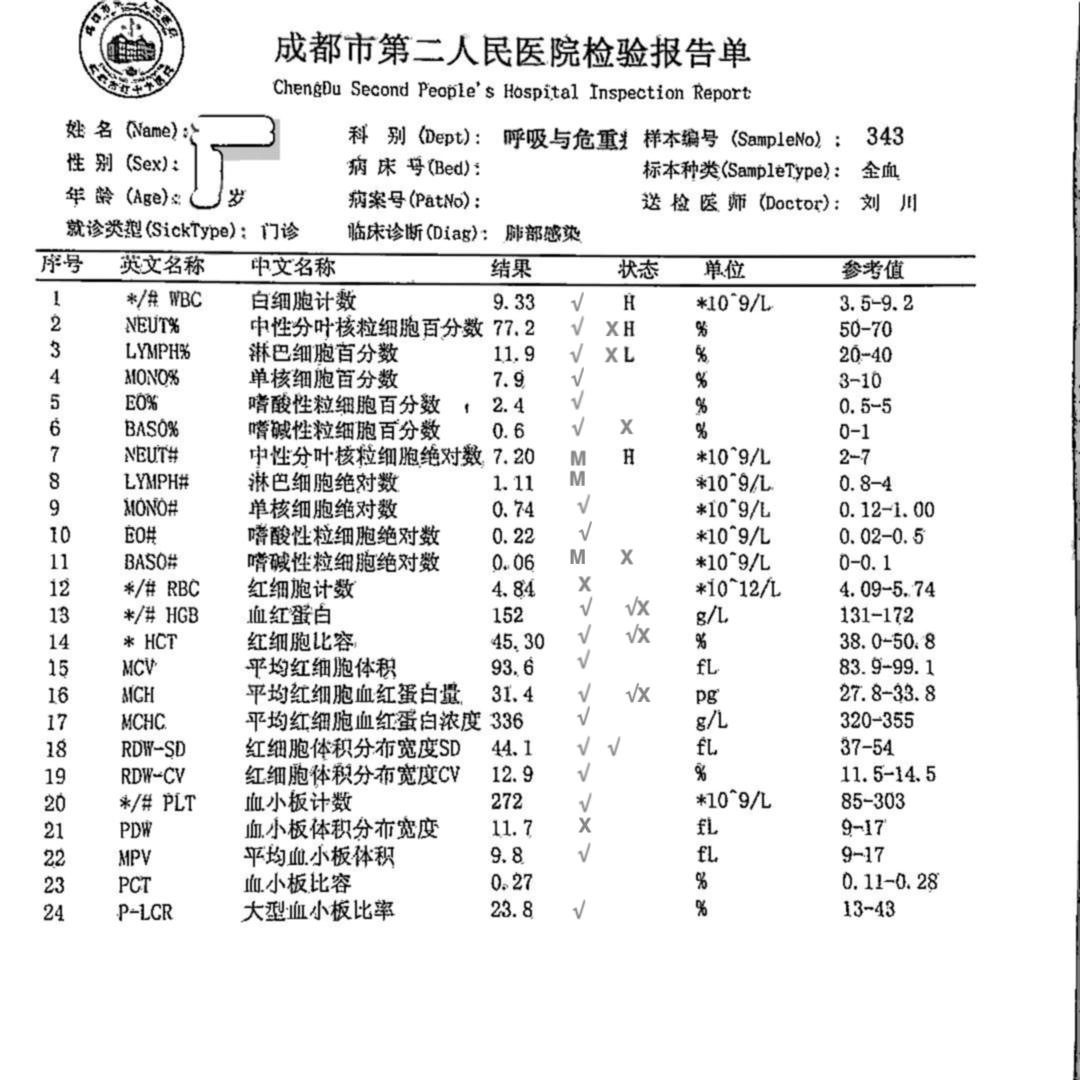 成都市第二人民医院检验报告单
ChengDu Second People's Hospital Inspection Report
姓 名 (Name): 科 别 (Dept): 呼吸与危重 样本编号 (SampleNo) : 343
性 别 (Sex): 病 床 号(Bed): 标本种类(SampleType): 全血
年 龄 (Age): 岁 病案号(PatNo): 送 检 医 师 (Doctor): 刘 川
就诊类型(SickType): 门诊 临床诊断(Diag): 肺部感染
序号 英文名称 中文名称 结果 状态 单位 参考值
1 */# WBC 白细胞计数 9.33 √ H *10^9/L 3.5-9.2
2 NEUT% 中性分叶核粒细胞百分数 77.2 √ X H % 50-70
3 LYMPH% 淋巴细胞百分数 11.9 √ X L % 20-40
4 MONO% 单核细胞百分数 7.9 √ % 3-10
5 EO% 嗜酸性粒细胞百分数 2.4 √ % 0.5-5
6 BASO% 嗜碱性粒细胞百分数 0.6 √ X % 0-1
7 NEUT# 中性分叶核粒细胞绝对数 7.20 M H *10^9/L 2-7
8 LYMPH# 淋巴细胞绝对数 1.11 M *10^9/L 0.8-4
9 MONO# 单核细胞绝对数 0.74 √ *10^9/L 0.12-1.00
10 EO# 嗜酸性粒细胞绝对数 0.22 √ *10^9/L 0.02-0.5
11 BASO# 嗜碱性粒细胞绝对数 0.06 M X *10^9/L 0-0.1
12 */# RBC 红细胞计数 4.84 X *10^12/L 4.09-5.74
13 */# HGB 血红蛋白 152 √ √X g/L 131-172
14 * HCT 红细胞比容 45.30 √ √X % 38.0-50.8
15 MCV 平均红细胞体积 93.6 √ fL 83.9-99.1
16 MCH 平均红细胞血红蛋白量 31.4 √ √X pg 27.8-33.8
17 MCHC 平均红细胞血红蛋白浓度 336 √ g/L 320-355
18 RDW-SD 红细胞体积分布宽度SD 44.1 √ √ fL 37-54
19 RDW-CV 红细胞体积分布宽度CV 12.9 √ % 11.5-14.5
20 */# PLT 血小板计数 272 √ *10^9/L 85-303
21 PDW 血小板体积分布宽度 11.7 X fL 9-17
22 MPV 平均血小板体积 9.8 √ fL 9-17
23 PCT 血小板比容 0.27 % 0.11-0.28
24 P-LCR 大型血小板比率 23.8 √ % 13-43